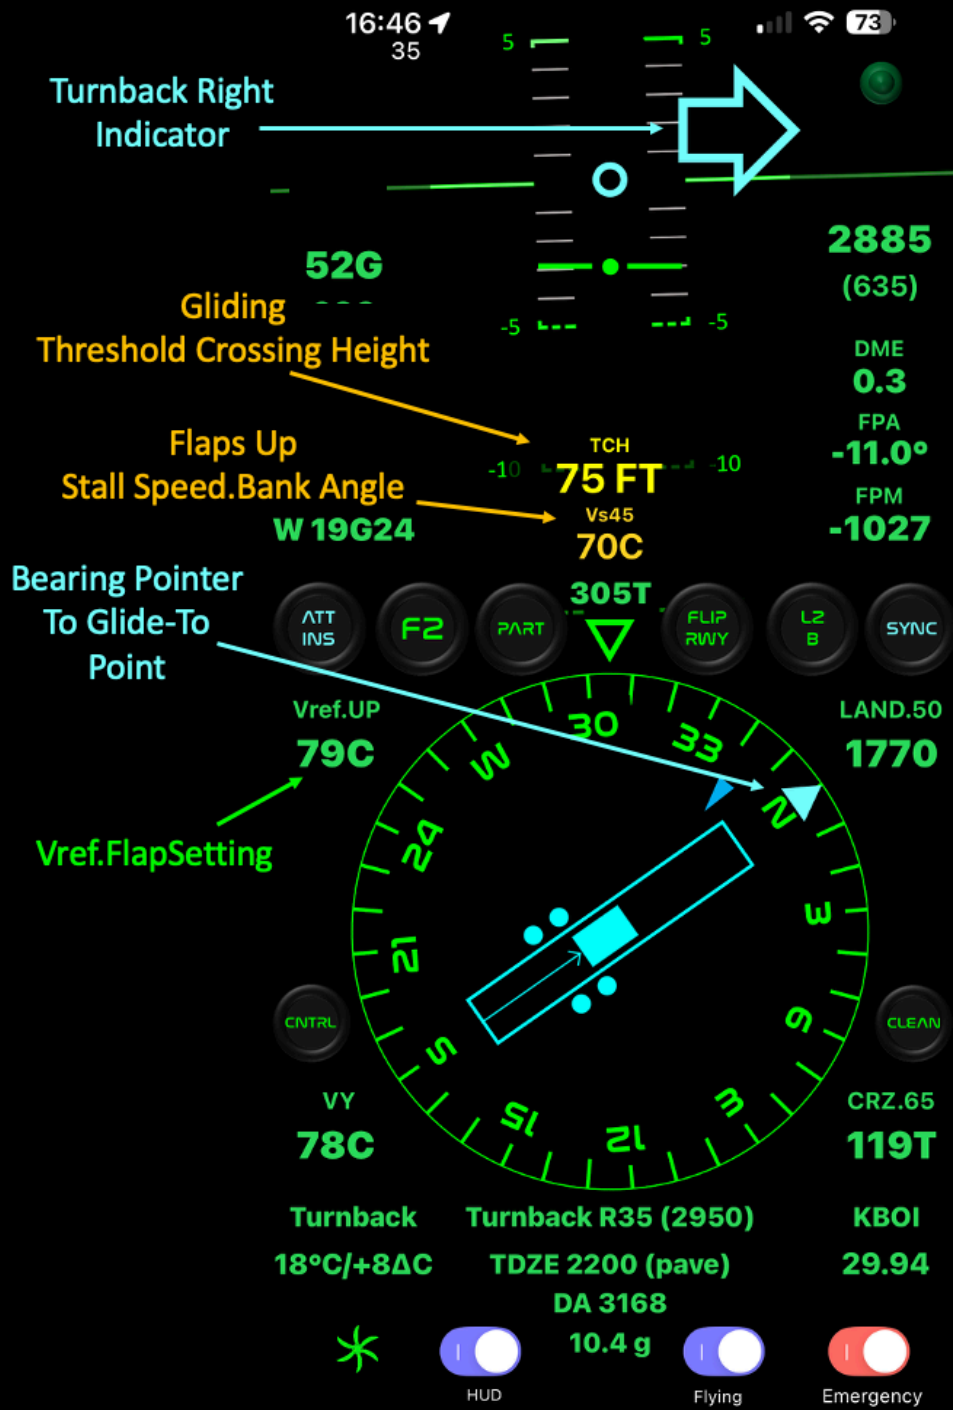 16:46
35
73
5
5
Turnback Right
Indicator
2885
(635)
52G
Gliding
Threshold Crossing Height
-5
-5
DME
0.3
FPA
-11.0°
TCH
75 FT
-10
-10
Flaps Up
Stall Speed.Bank Angle
FPM
-1027
Vs45
70C
W 19G24
Bearing Pointer
To Glide-To
Point
305T
ATT
INS
F2
PART
FLIP
RWY
L2
B
SYNC
Vref.UP
79C
LAND.50
1770
Vref.FlapSetting
30
33
N
3
6
E
12
15
S
21
24
W
CNTRL
CLEAN
VY
78C
CRZ.65
119T
Turnback
Turnback R35 (2950)
KBOI
18°C/+8ΔC
TDZE 2200 (pave)
29.94
DA 3168
10.4 g
HUD
Flying
Emergency